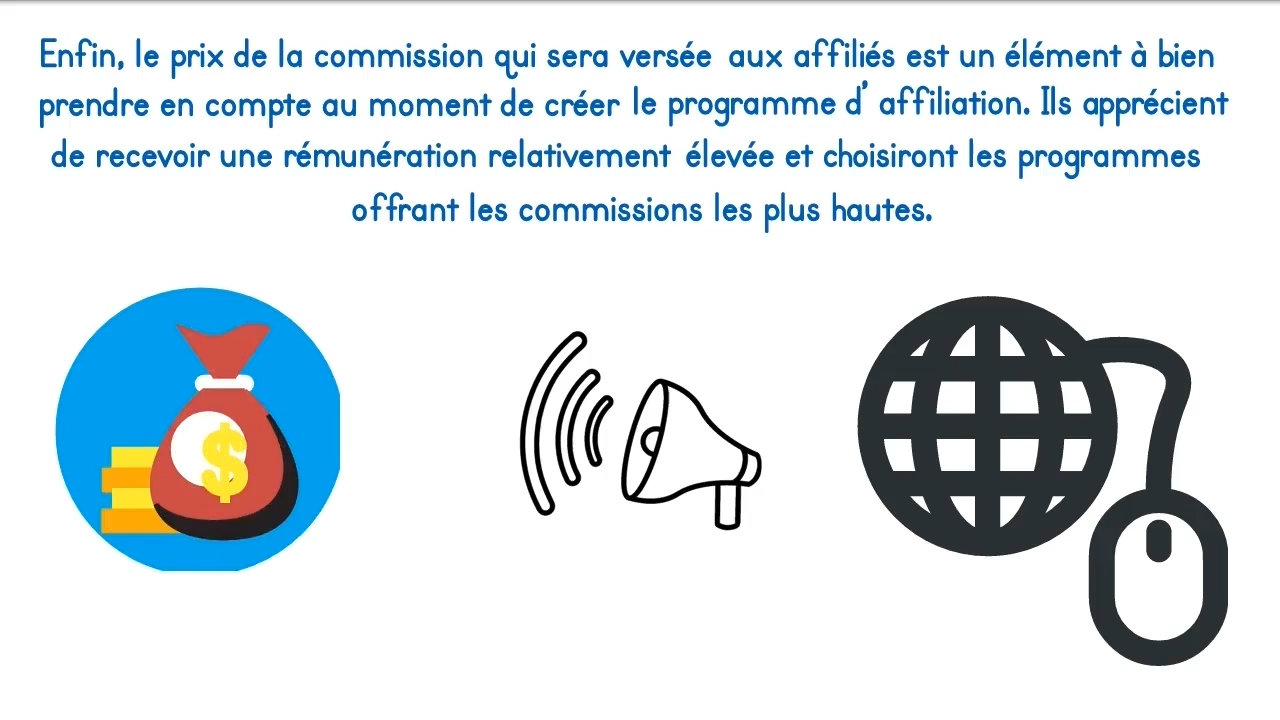 Enfin, le prix de la commission qui sera versée aux affiliés est un élément à bien
prendre en compte au moment de créer le programme d' affiliation. Ils apprécient
de recevoir une rémunération relativement élevée et choisiront les programmes
offrant les commissions les plus hautes.
$